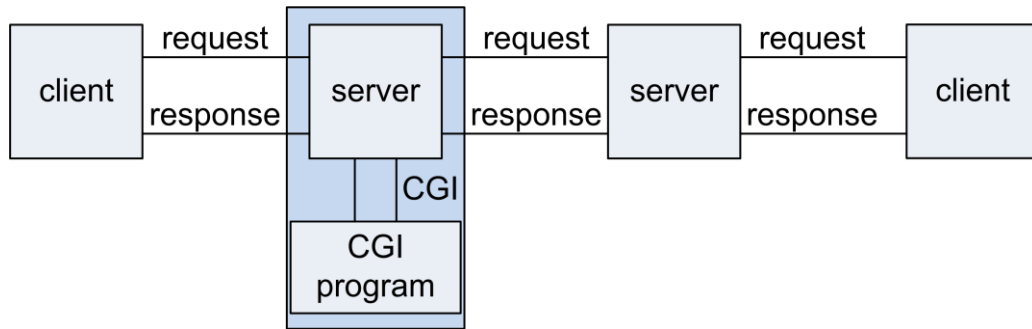 request
request
request
client
server
server
client
response
response
response
CGI
CGI
program